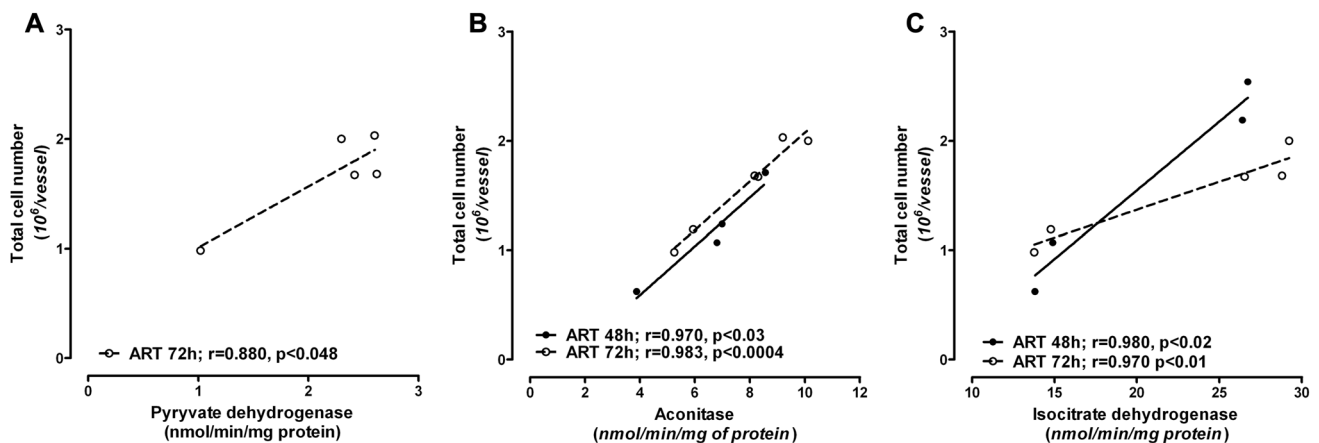 A
3
2
1
0
Total cell number
(10⁶/vessel)
ART 72h; r=0.880, p<0.048
0 1 2 3
Pyryvate dehydrogenase
(nmol/min/mg protein)
B
3
2
1
0
Total cell number
(10⁶/vessel)
ART 48h; r=0.970, p<0.03
ART 72h; r=0.983, p<0.0004
0 2 4 6 8 10 12
Aconitase
(nmol/min/mg of protein)
C
3
2
1
0
Total cell number
(10⁶/vessel)
ART 48h; r=0.980 p<0.02
ART 72h; r=0.970 p<0.01
10 15 20 25 30
Isocitrate dehydrogenase
(nmol/min/mg protein)